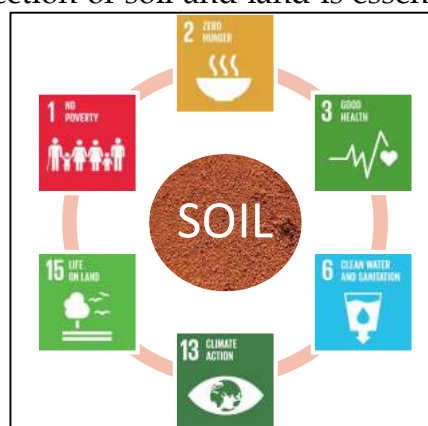 ection of soil and land is essen
2 ZERO
HUNGER
1 NO
POVERTY
3 GOOD
HEALTH
SOIL
15 LIFE
ON LAND
6 CLEAN WATER
AND SANITATION
13 CLIMATE
ACTION